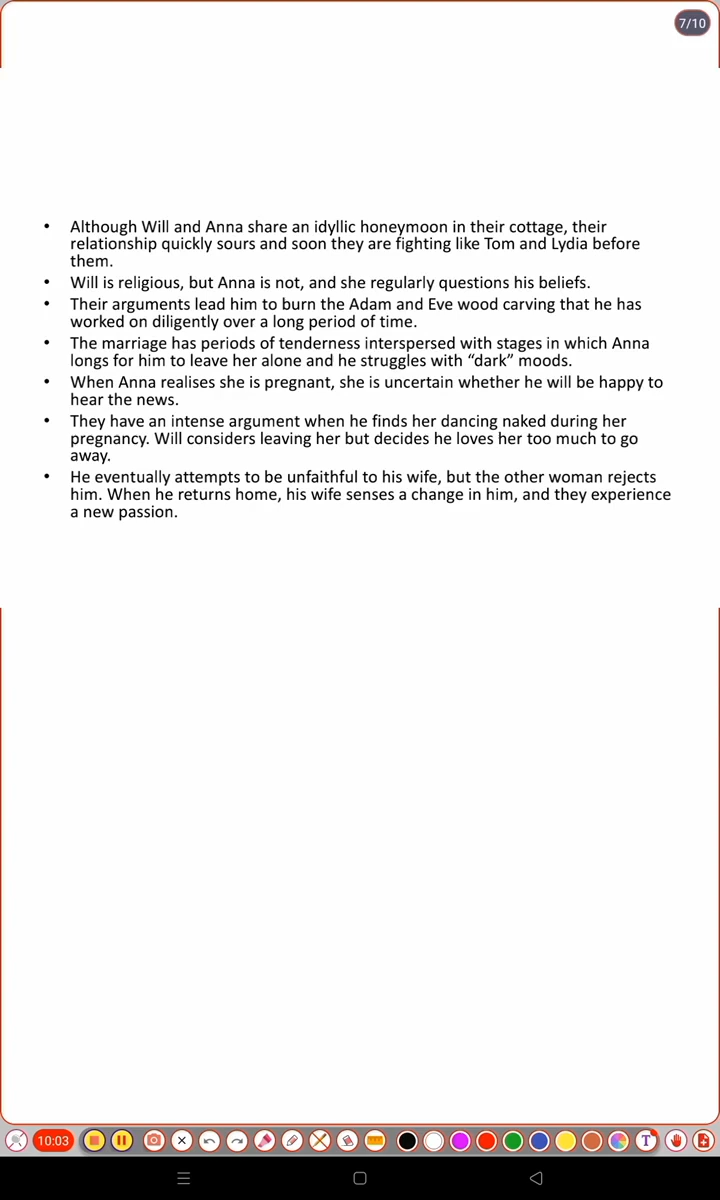 7/10
• Although Will and Anna share an idyllic honeymoon in their cottage, their
relationship quickly sours and soon they are fighting like Tom and Lydia before
them.
• Will is religious, but Anna is not, and she regularly questions his beliefs.
• Their arguments lead him to burn the Adam and Eve wood carving that he has
worked on diligently over a long period of time.
• The marriage has periods of tenderness interspersed with stages in which Anna
longs for him to leave her alone and he struggles with “dark” moods.
• When Anna realises she is pregnant, she is uncertain whether he will be happy to
hear the news.
• They have an intense argument when he finds her dancing naked during her
pregnancy. Will considers leaving her but decides he loves her too much to go
away.
• He eventually attempts to be unfaithful to his wife, but the other woman rejects
him. When he returns home, his wife senses a change in him, and they experience
a new passion.
10:03
T